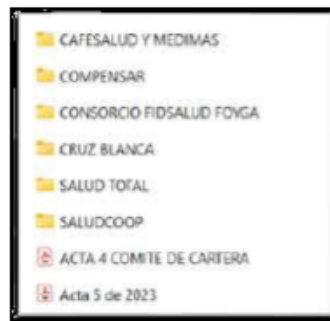 CAFESALUD Y MEDIMAS
COMPENSAR
CONSORCIO FIDSALUD FOYGA
CRUZ BLANCA
SALUD TOTAL
SALUDCOOP
ACTA 4 COMITE DE CARTERA
Acta 5 de 2023